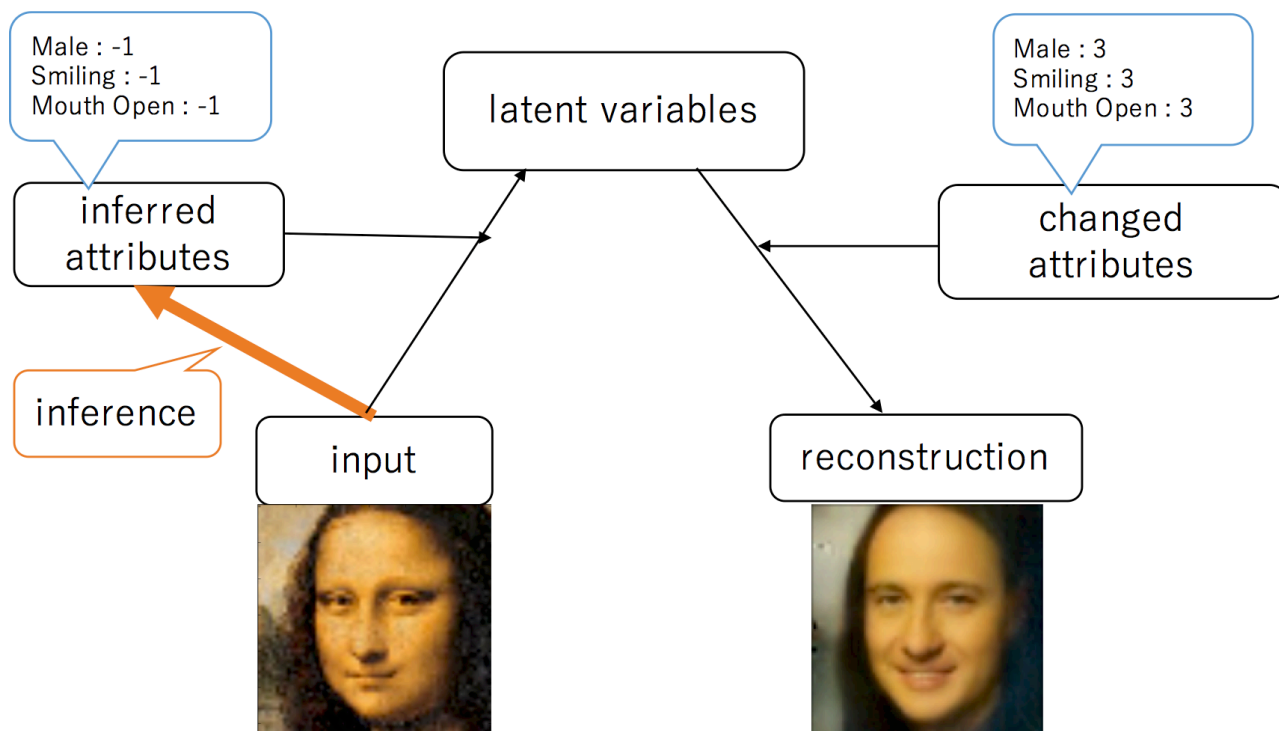 Male : -1
Smiling : -1
Mouth Open : -1
latent variables
Male : 3
Smiling : 3
Mouth Open : 3
inferred
attributes
changed
attributes
inference
input
reconstruction